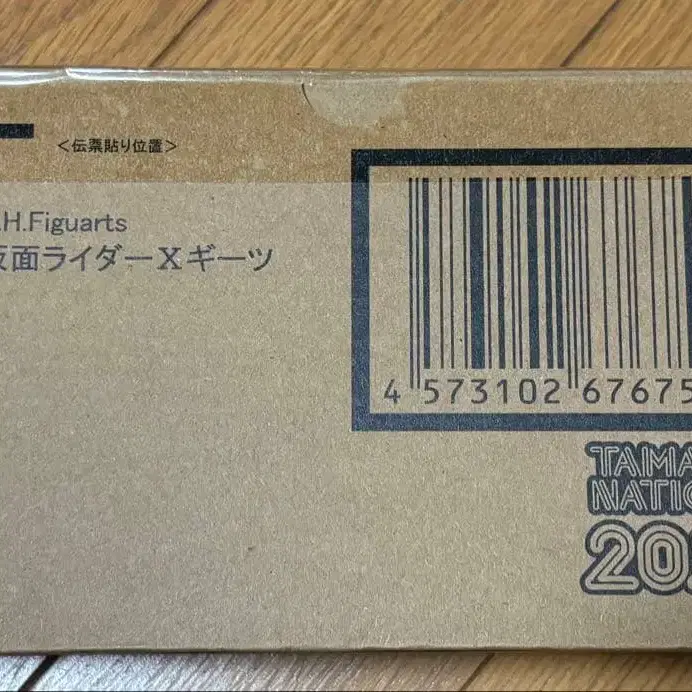 <伝票貼り位置>
.H.Figuarts
仮面ライダーXギーツ
4 573102 67675
TAMA
NATIO
202